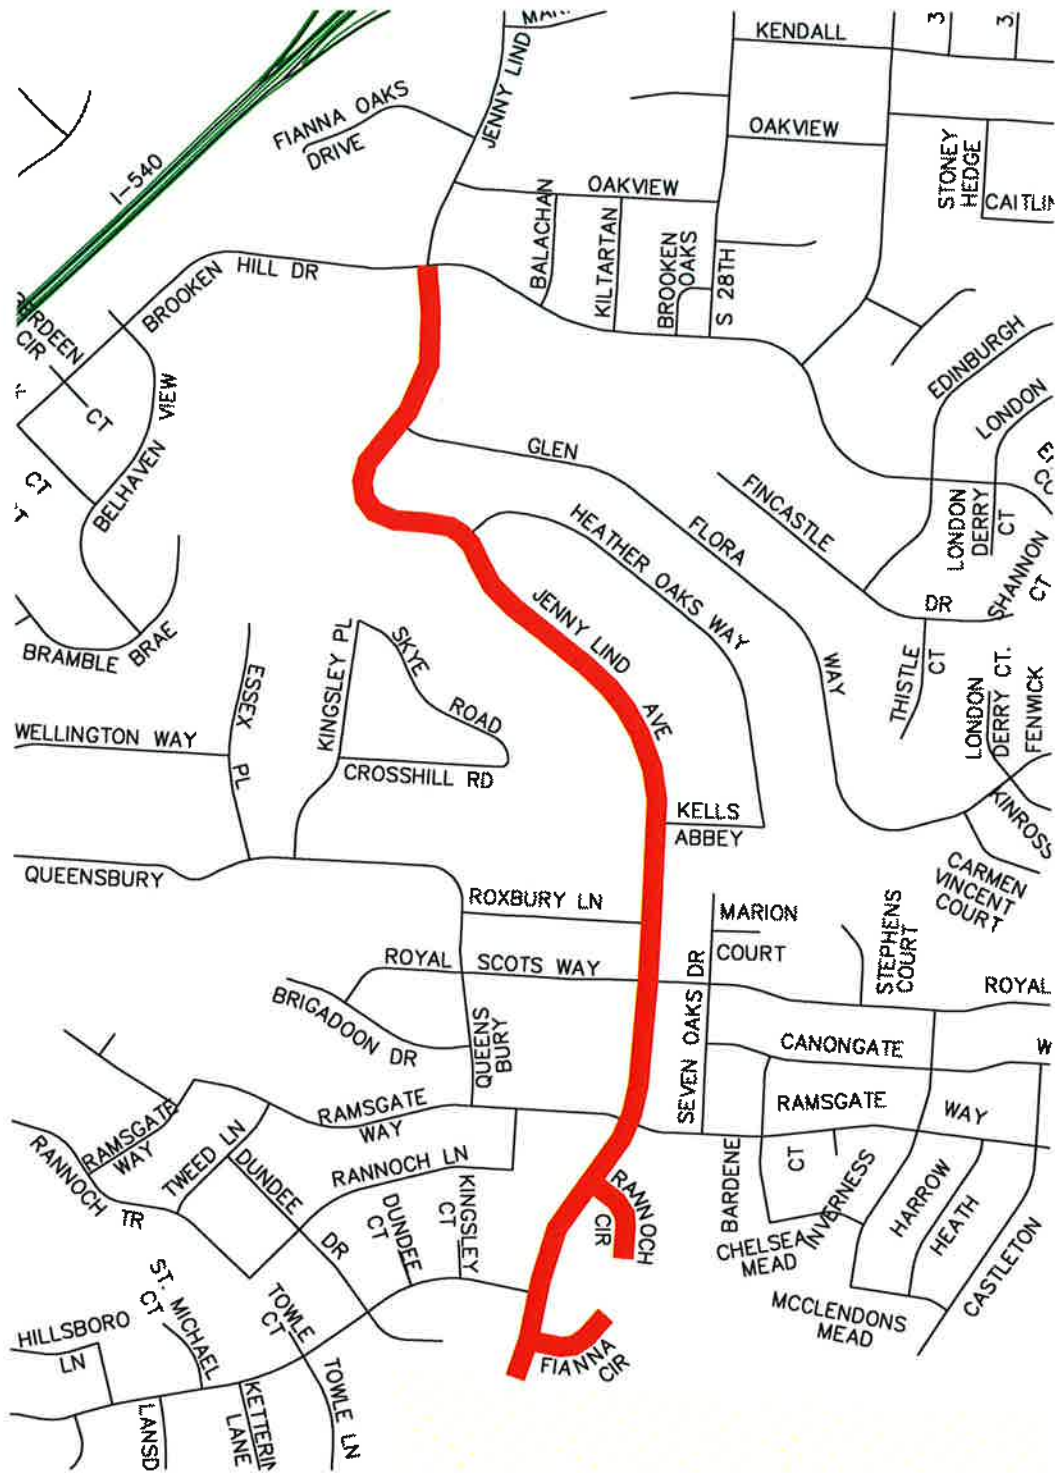 MAR
KENDALL
3
3
JENNY LIND
FIANNA OAKS
DRIVE
I-540
OAKVIEW
STONEY
HEDGE
CAITLIN
OAKVIEW
BALACHAN
KILTARTAN
BROOKEN
OAKS
S 28TH
BROOKEN
HILL DR
RDEEN
CIR
CT
VIEW
BELHAVEN
CT
EDINBURGH
LONDON
GLEN
FLORA
WAY
FINCASTLE
DR
HEATHER OAKS WAY
LONDON
DERRY
CT
SHANNON
CT
JENNY LIND
AVE
BRAMBLE
BRAE
ESSEX
PL
KINGSLEY PL
SKYE
ROAD
THISTLE
CT
LONDON
DERRY CT.
FENWICK
WELLINGTON WAY
CROSSHILL RD
KELLS
ABBEY
KINROSS
CARMEN
VINCENT
COURT
QUEENSBURY
ROXBURY LN
MARION
COURT
STEPHENS
COURT
ROYAL
SCOTS WAY
SEVEN OAKS DR
ROYAL
BRIGADOON DR
QUEENS
BURY
CANONGATE
W
RAMSGATE
WAY
RAMSGATE
WAY
RAMSGATE
WAY
RANNOCH
TR
TWEED LN
DUNDEE
DR
RANNOCH LN
DUNDEE
CT
KINGSLEY
CT
RANNOCH
CIR
BARDENE
CT
CHELSEA
MEAD
INVERNESS
HARROW
HEATH
CASTLETON
MCCLENDONS
MEAD
ST. MICHAEL
CT
TOWLE
CT
HILLSBORO
LN
FIANNA
CIR
TOWLE LN
LANSD
KETTERIN
LANE